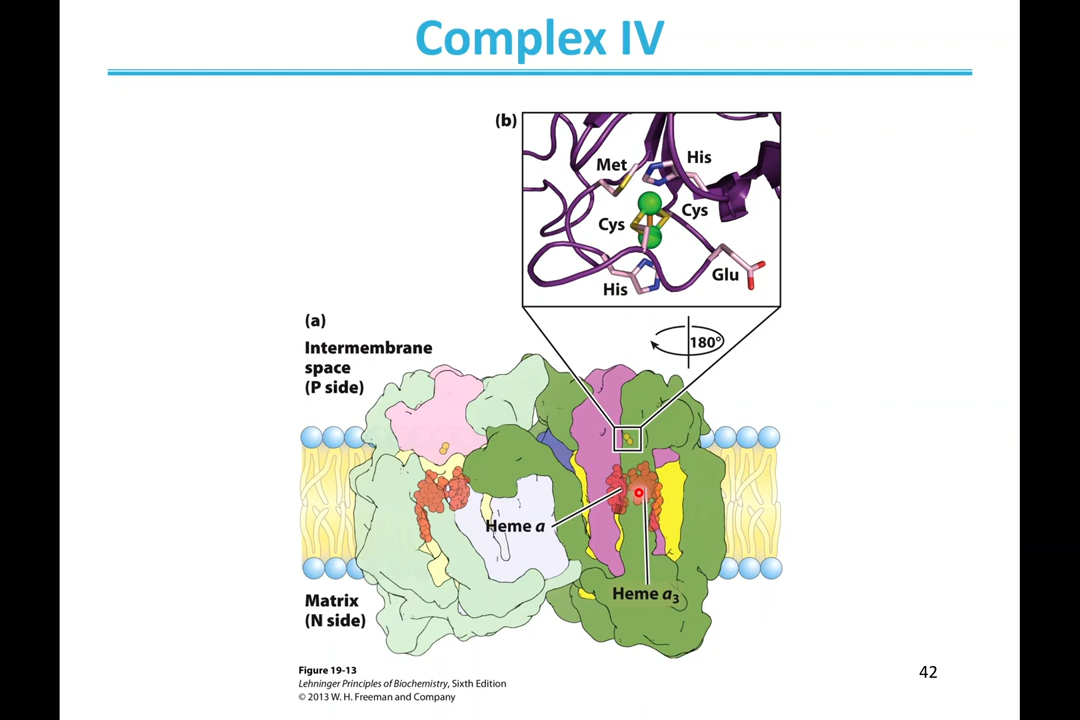 Complex IV
(b)
Met
His
Cys
Cys
Glu
His
180°
(a)
Intermembrane
space
(P side)
Heme a
Heme a₃
Matrix
(N side)
Figure 19-13
Lehninger Principles of Biochemistry, Sixth Edition
© 2013 W. H. Freeman and Company
42